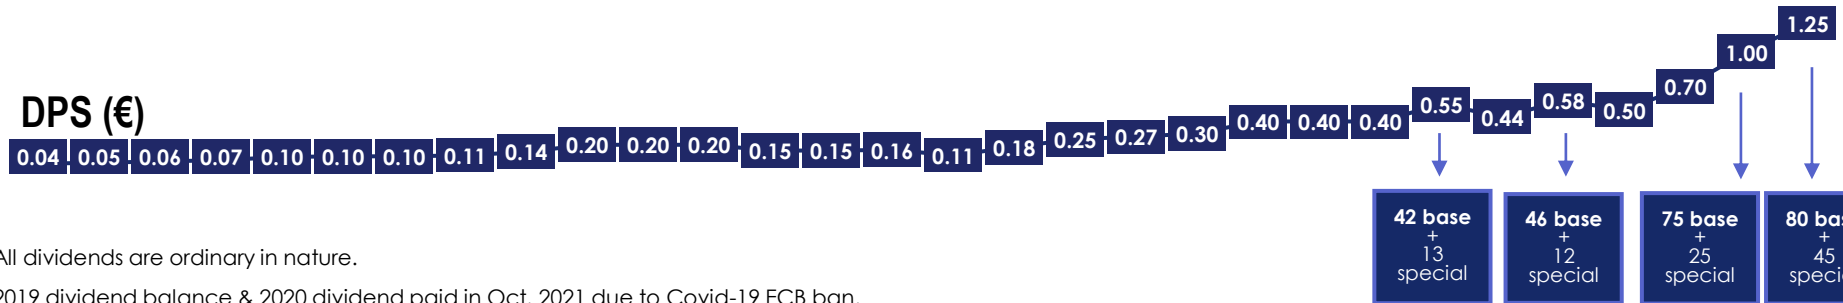 1.25
1.00
DPS (€)
0.04 0.05 0.06 0.07 0.10 0.10 0.10 0.11 0.14 0.20 0.20 0.20 0.15 0.15 0.16 0.11 0.18 0.25 0.27 0.30 0.40 0.40 0.40 0.55 0.44 0.58 0.50 0.70
42 base
+
13
special
46 base
+
12
special
75 base
+
25
special
80 bas
+
45
speci
All dividends are ordinary in nature.
2019 dividend balance & 2020 dividend paid in Oct. 2021 due to Covid-19 ECB ban.